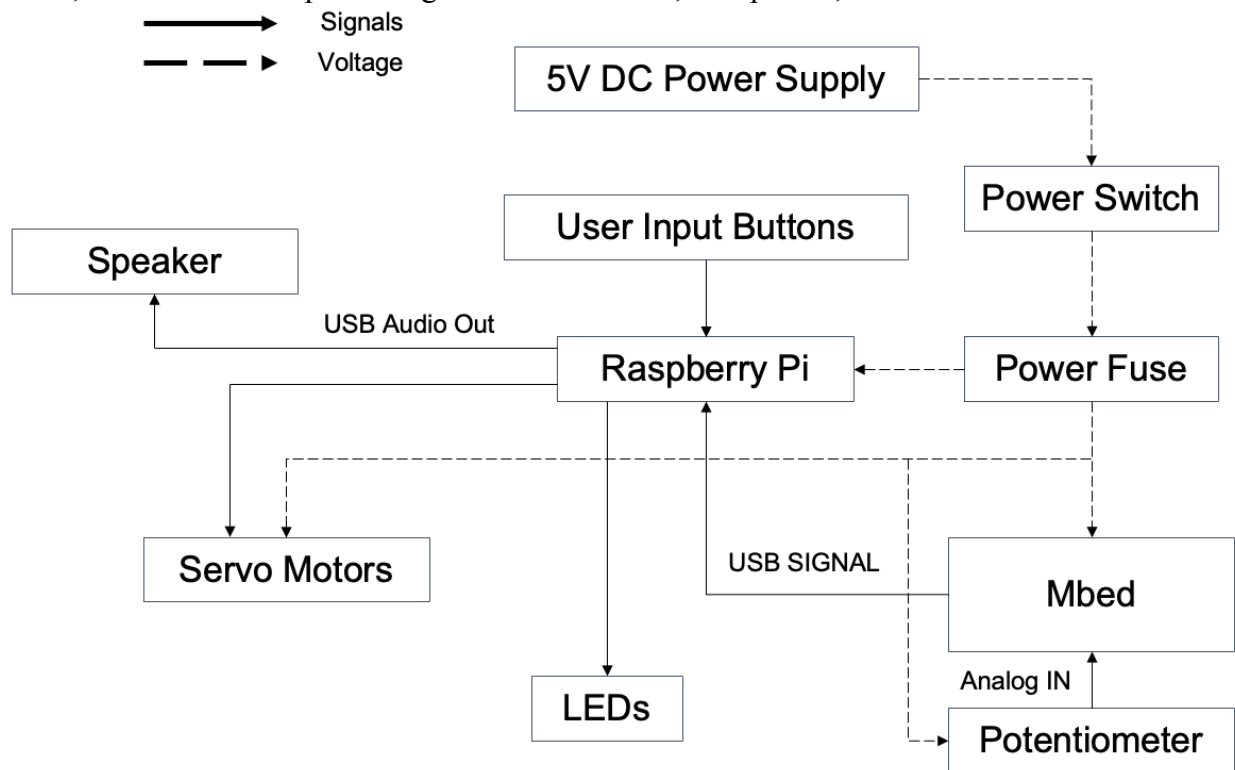 Signals
Voltage
5V DC Power Supply
Power Switch
User Input Buttons
Speaker
USB Audio Out
Raspberry Pi
Power Fuse
Servo Motors
USB SIGNAL
Mbed
Analog IN
LEDs
Potentiometer